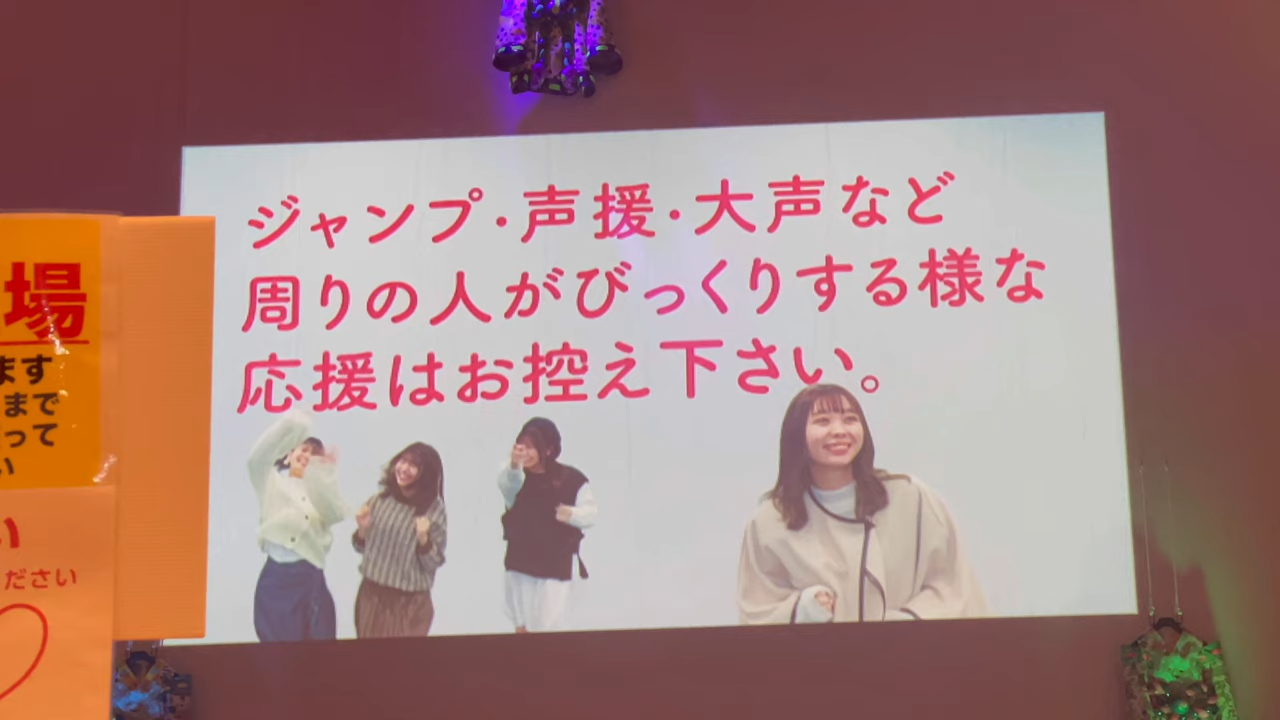 ジャンプ・声援・大声など
周りの人がびっくりする様な
応援はお控え下さい。
場
ます
まで
って
い
い
ださい